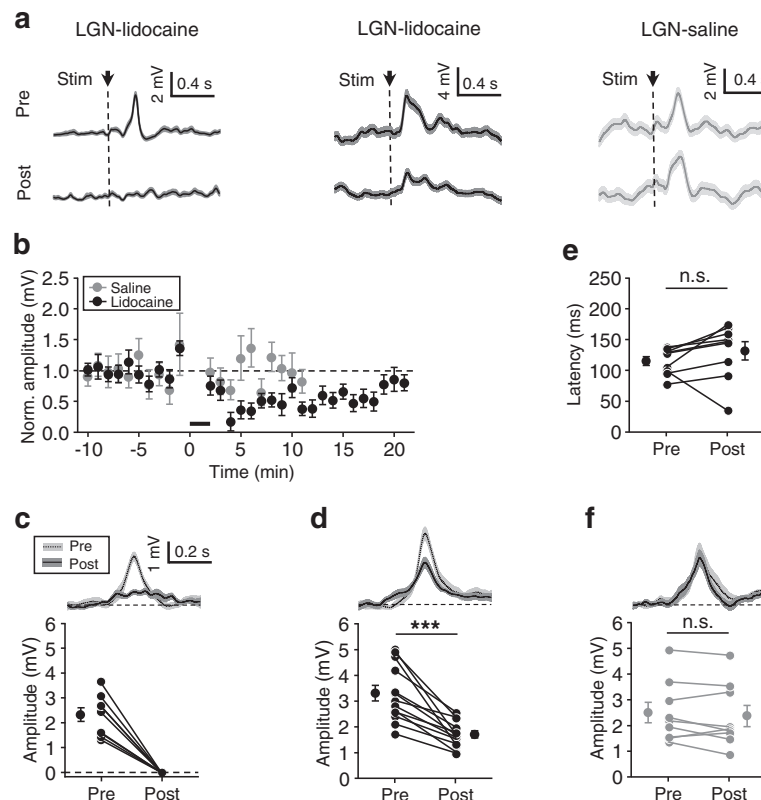 a
LGN-lidocaine
LGN-lidocaine
LGN-saline
Stim
2 mV
0.4 s
Stim
4 mV
0.4 s
Stim
2 mV
0.4
Pre
Post
b
Norm. amplitude (mV)
2.5
2.0
1.5
1.0
0.5
0.0
Saline
Lidocaine
-10 -5 0 5 10 15 20
Time (min)
e
n.s.
Latency (ms)
250
200
150
100
50
0
Pre Post
c
Pre
Post
1 mV
0.2 s
Amplitude (mV)
6
5
4
3
2
1
0
Pre Post
d
***
Amplitude (mV)
6
5
4
3
2
1
0
Pre Post
f
n.s.
Amplitude (mV)
6
5
4
3
2
1
0
Pre Post